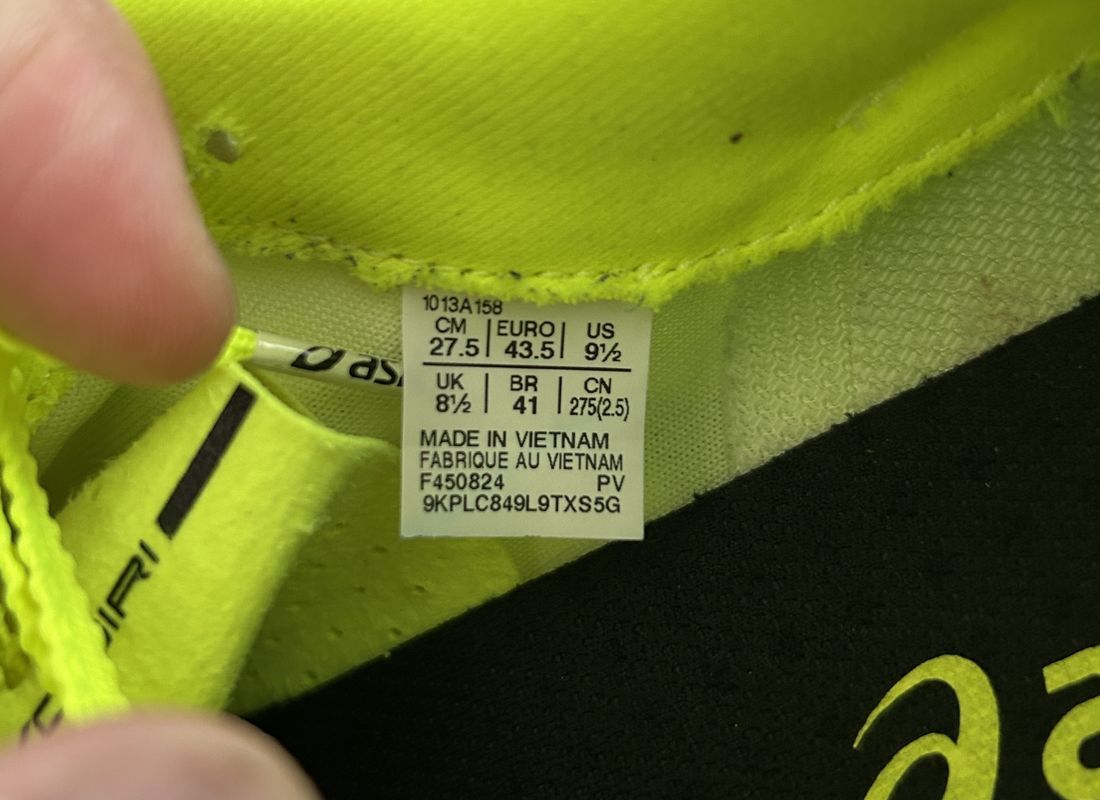 1013A158
CM EURO US
27.5 43.5 9½
UK BR CN
8½ 41 275(2.5)
MADE IN VIETNAM
FABRIQUE AU VIETNAM
F450824 PV
9KPLC849L9TXS5G